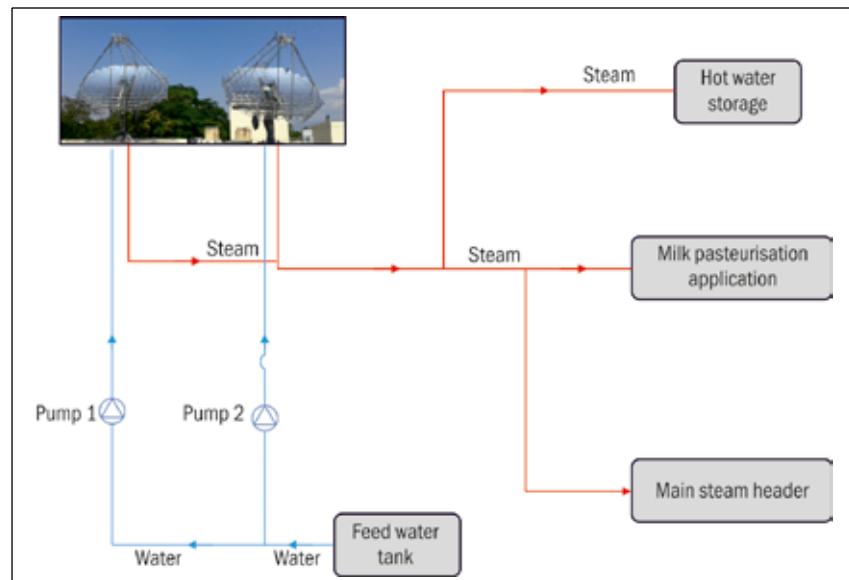 Steam
Hot water
storage
Steam
Steam
Milk pasteurisation
application
Pump 1
Pump 2
Main steam header
Feed water
tank
Water
Water